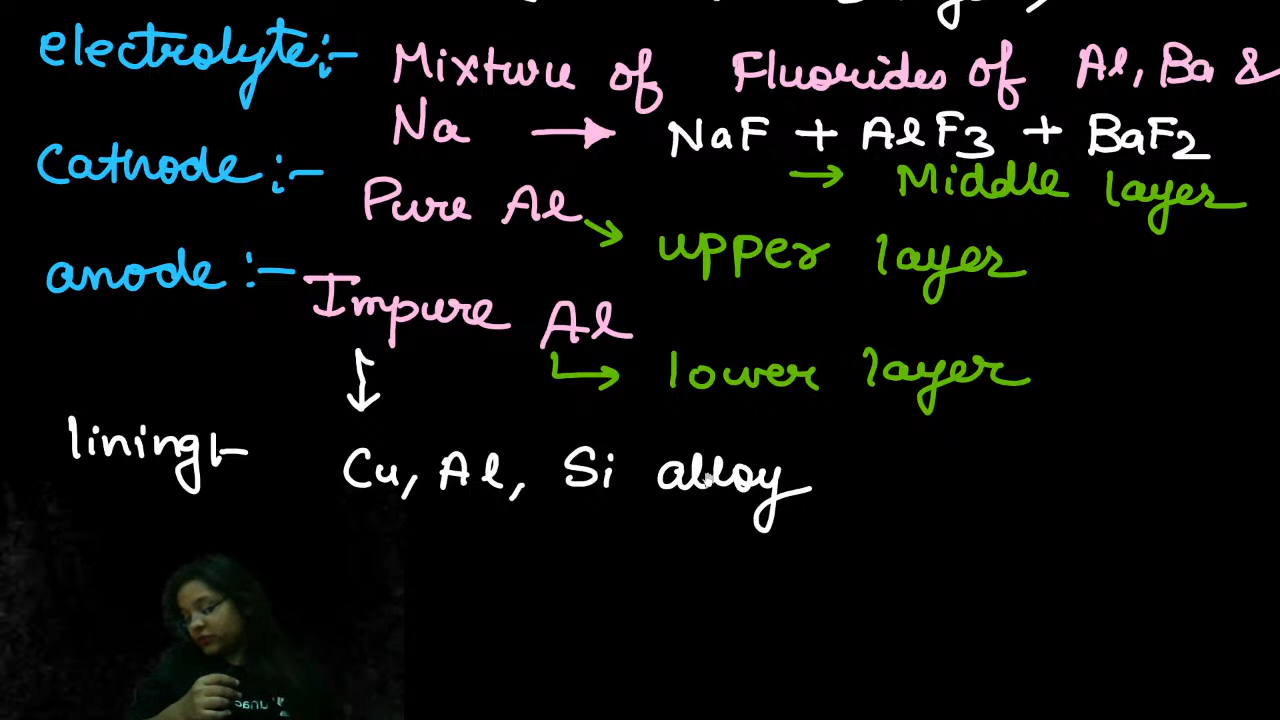 electrolyte:- Mixture of Fluorides of Al, Ba &
Na → NaF + AlF3 + BaF2
→ Middle layer
Cathode:- Pure Al → upper layer
anode:- Impure Al
→ lower layer
lining:- Cu, Al, Si alloy